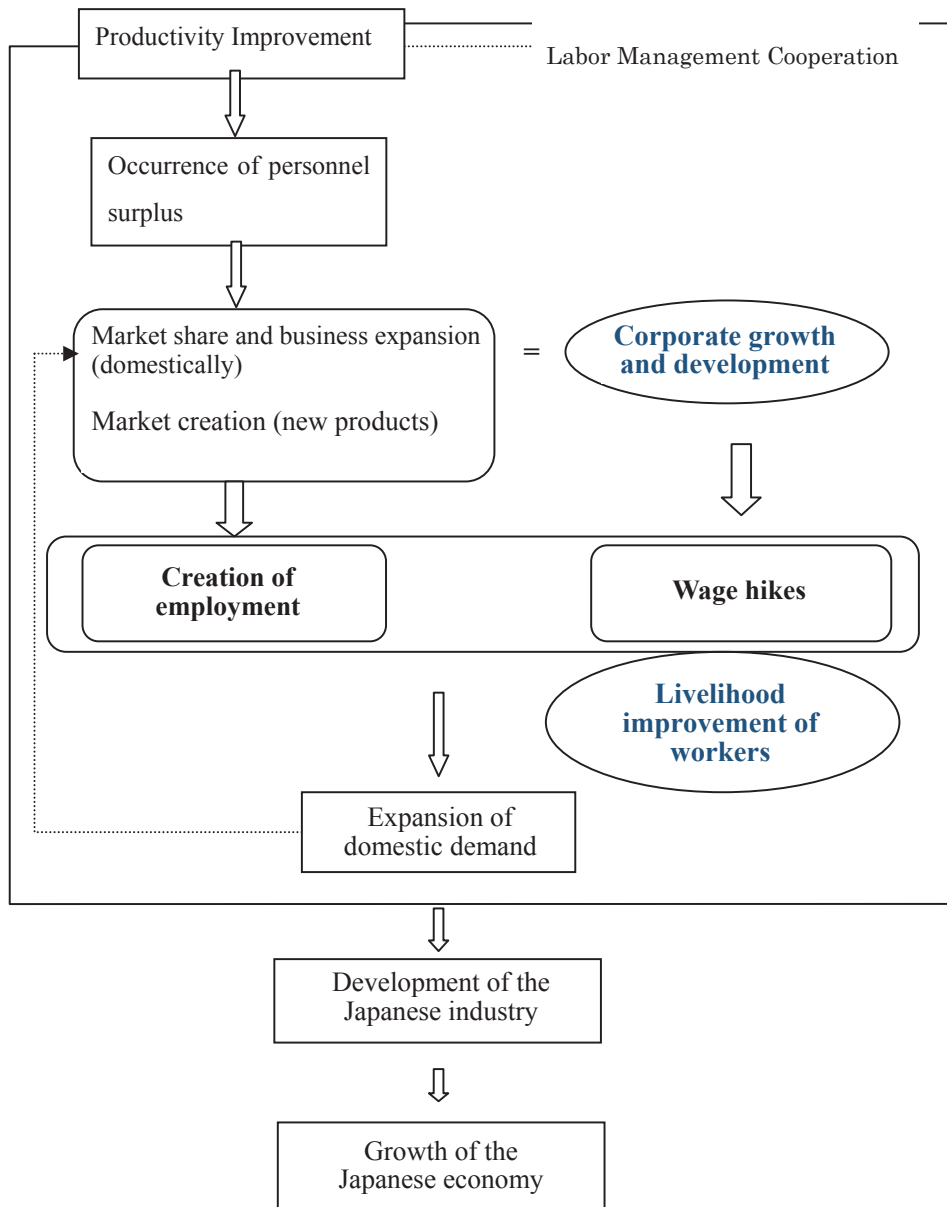 Productivity Improvement
Labor Management Cooperation
Occurrence of personnel
surplus
Market share and business expansion
(domestically)
Market creation (new products)
=
Corporate growth
and development
Creation of
employment
Wage hikes
Livelihood
improvement of
workers
Expansion of
domestic demand
Development of the
Japanese industry
Growth of the
Japanese economy